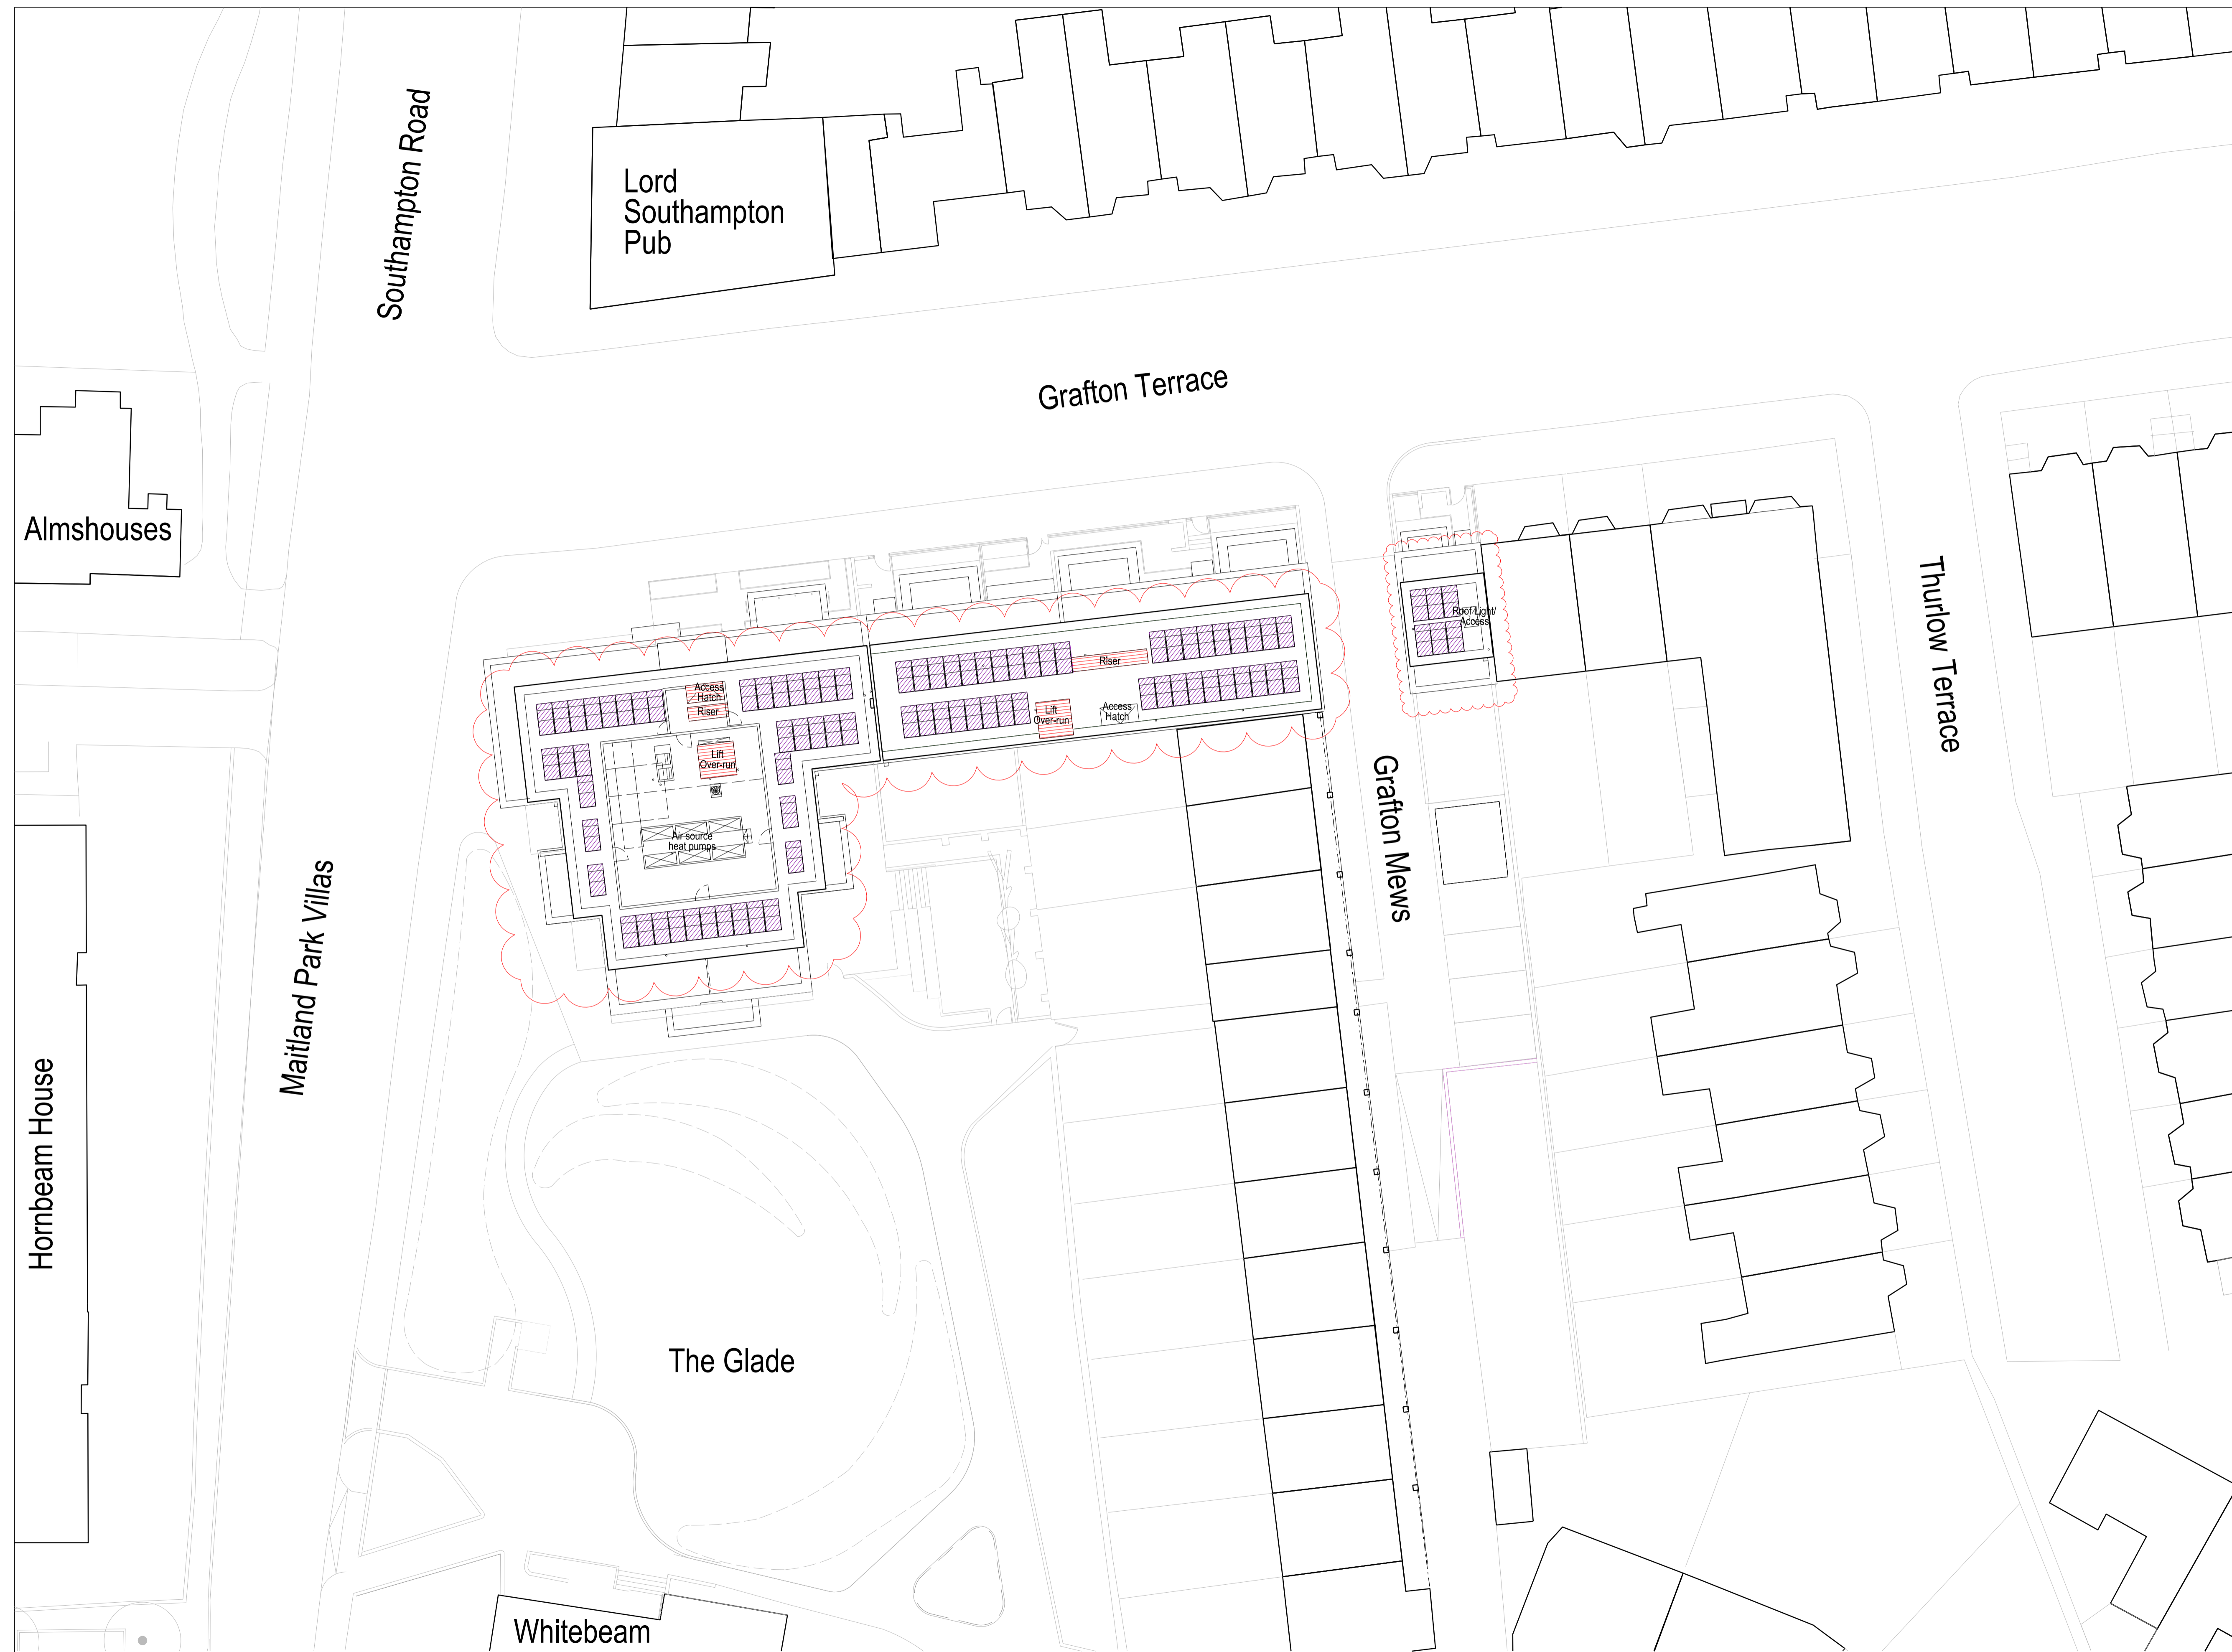 Southampton Road
Lord
Southampton
Pub
Grafton Terrace
Almshouses
Thurlow Terrace
Roof/Light/
Access
Riser
Access
Hatch
Riser
Lift
Over-run
Access
Hatch
Lift
Over-run
Air source
heat pumps
Grafton Mews
Maitland Park Villas
Hornbeam House
The Glade
Whitebeam